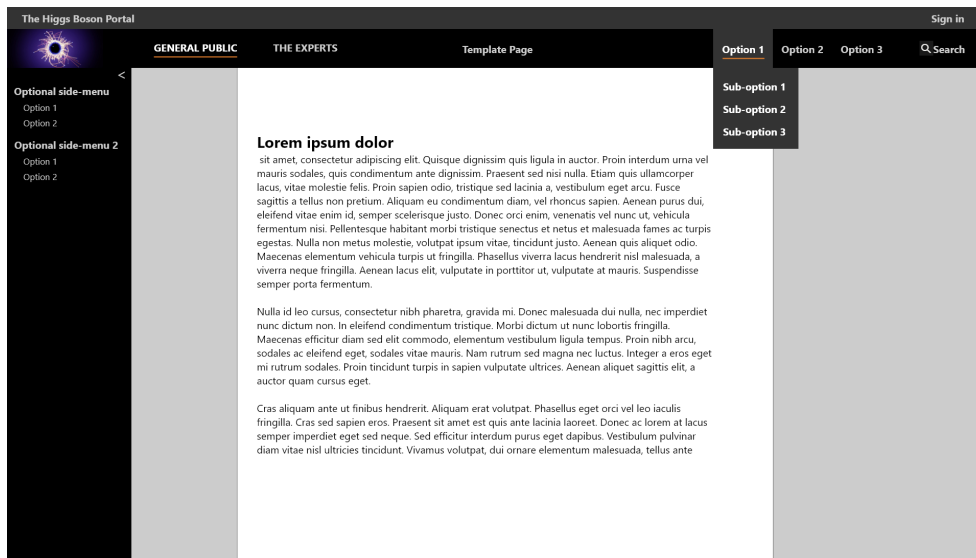 The Higgs Boson Portal
Sign in
GENERAL PUBLIC
THE EXPERTS
Template Page
Option 1
Option 2
Option 3
Search
Sub-option 1
Sub-option 2
Sub-option 3
<
Optional side-menu
Option 1
Option 2
Optional side-menu 2
Option 1
Option 2
Lorem ipsum dolor
sit amet, consectetur adipiscing elit. Quisque dignissim quis ligula in auctor. Proin interdum urna vel
mauris sodales, quis condimentum ante dignissim. Praesent sed nisi nulla. Etiam quis ullamcorper
lacus, vitae molestie felis. Proin sapien odio, tristique sed lacinia a, vestibulum eget arcu. Fusce
sagittis a tellus non pretium. Aliquam eu condimentum diam, vel rhoncus sapien. Aenean purus dui,
eleifend vitae enim id, semper scelerisque justo. Donec orci enim, venenatis vel nunc ut, vehicula
fermentum nisi. Pellentesque habitant morbi tristique senectus et netus et malesuada fames ac turpis
egestas. Nulla non metus molestie, volutpat ipsum vitae, tincidunt justo. Aenean quis aliquet odio.
Maecenas elementum vehicula turpis ut fringilla. Phasellus viverra lacus hendrerit nisl malesuada, a
viverra neque fringilla. Aenean lacus elit, vulputate in porttitor ut, vulputate at mauris. Suspendisse
semper porta fermentum.
Nulla id leo cursus, consectetur nibh pharetra, gravida mi. Donec malesuada dui nulla, nec imperdiet
nunc dictum non. In eleifend condimentum tristique. Morbi dictum ut nunc lobortis fringilla.
Maecenas efficitur diam sed elit commodo, elementum vestibulum ligula tempus. Proin nibh arcu,
sodales ac eleifend eget, sodales vitae mauris. Nam rutrum sed magna nec luctus. Integer a eros eget
mi rutrum sodales. Proin tincidunt turpis in sapien vulputate ultrices. Aenean aliquet sagittis elit, a
auctor quam cursus eget.
Cras aliquam ante ut finibus hendrerit. Aliquam erat volutpat. Phasellus eget orci vel leo iaculis
fringilla. Cras sed sapien eros. Praesent sit amet est quis ante lacinia laoreet. Donec ac lorem at lacus
semper imperdiet eget sed neque. Sed efficitur interdum purus eget dapibus. Vestibulum pulvinar
diam vitae nisl ultricies tincidunt. Vivamus volutpat, dui ornare elementum malesuada, tellus ante